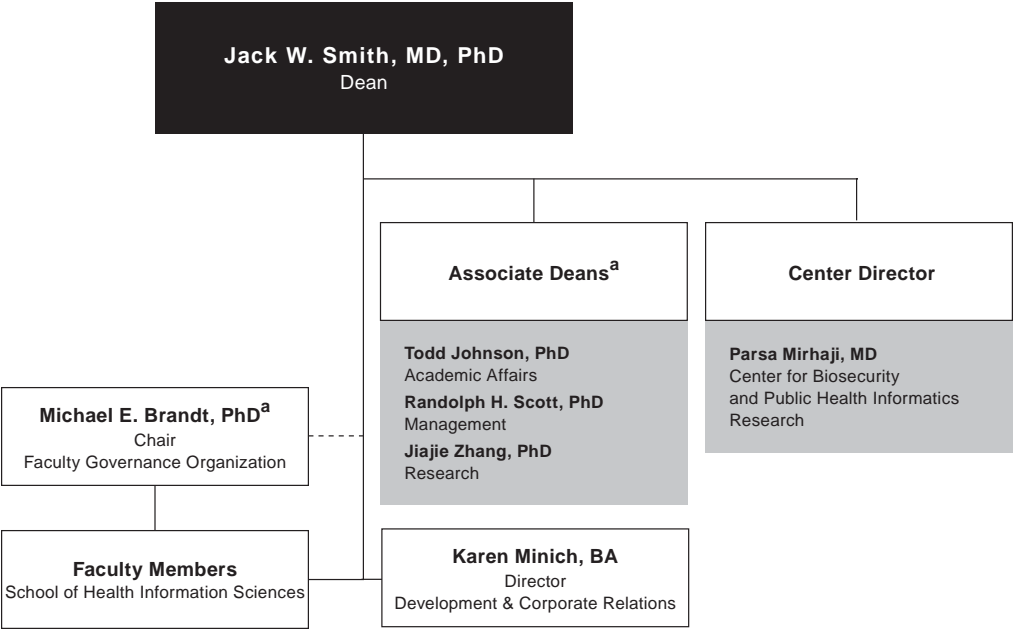 Jack W. Smith, MD, PhD
Dean
Associate Deansa
Center Director
Todd Johnson, PhD
Academic Affairs
Randolph H. Scott, PhD
Management
Jiajie Zhang, PhD
Research
Parsa Mirhaji, MD
Center for Biosecurity
and Public Health Informatics
Research
Michael E. Brandt, PhDa
Chair
Faculty Governance Organization
Faculty Members
School of Health Information Sciences
Karen Minich, BA
Director
Development & Corporate Relations